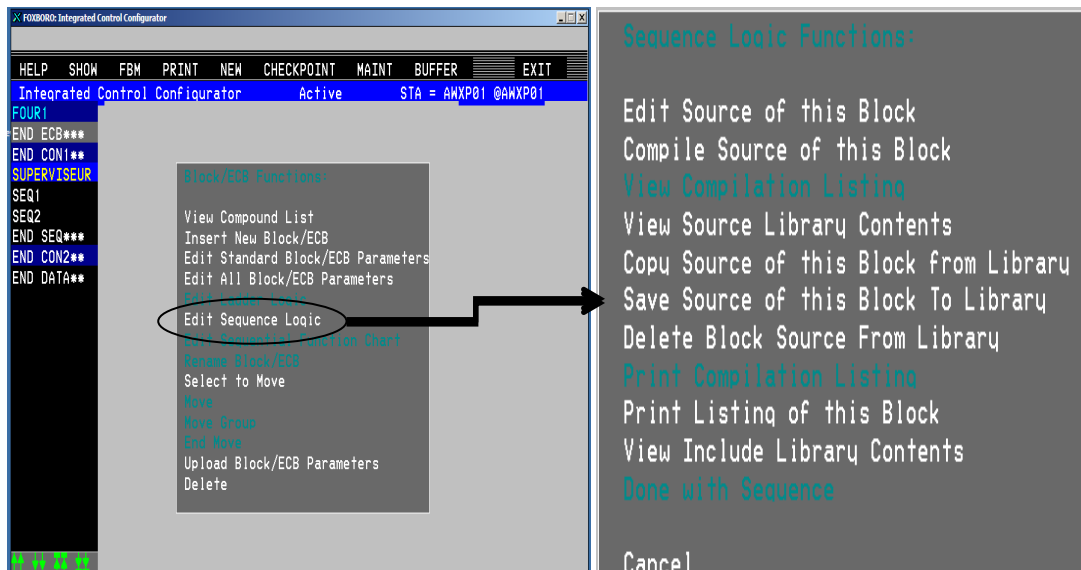 FOXBORO: Integrated Control Configurator
HELP SHOW FBM PRINT NEW CHECKPOINT MAINT BUFFER EXIT
Integrated Control Configurator Active STA = AWXP01 @AWXP01
FOUR1
END ECB***
END CON1**
SUPERVISEUR
SEQ1
SEQ2
END SEQ***
END CON2**
END DATA**
Block/ECB Functions:
View Compound List
Insert New Block/ECB
Edit Standard Block/ECB Parameters
Edit All Block/ECB Parameters
Edit Ladder Logic
Edit Sequence Logic
Edit Sequential Function Chart
Rename Block/ECB
Select to Move
Move
Move Group
End Move
Upload Block/ECB Parameters
Delete
Sequence Logic Functions:
Edit Source of this Block
Compile Source of this Block
View Compilation Listing
View Source Library Contents
Copy Source of this Block from Library
Save Source of this Block To Library
Delete Block Source From Library
Print Compilation Listing
Print Listing of this Block
View Include Library Contents
Done with Sequence
Cancel